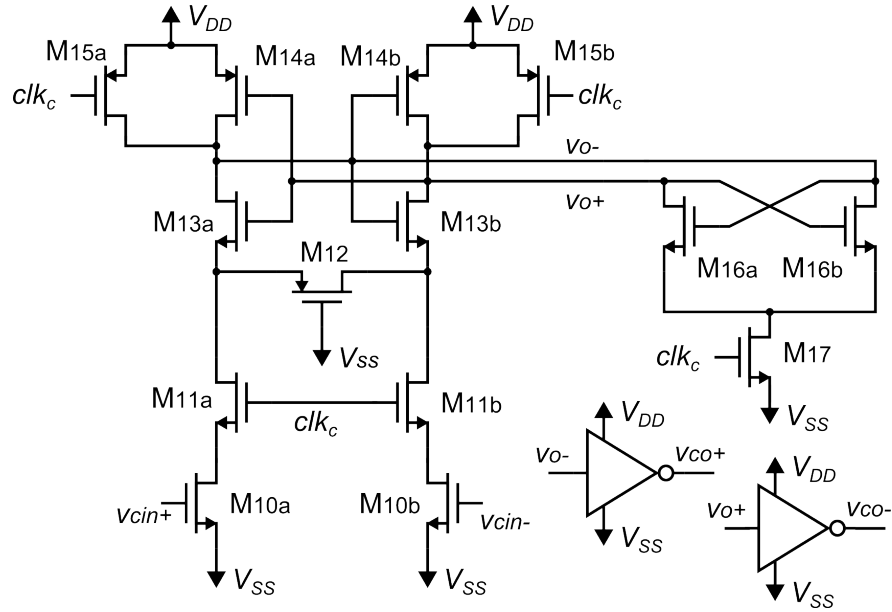 VDD VDD
M15a M14a M14b M15b
clkc clkc
vo-
vo+
M13a M13b
M12 M16a M16b
VSS
M11a M11b
clkc
clkc M17
VSS
vcin+ M10a M10b vcin-
VSS VSS
vo- VDD vco+
VSS
vo+ VDD vco-
VSS